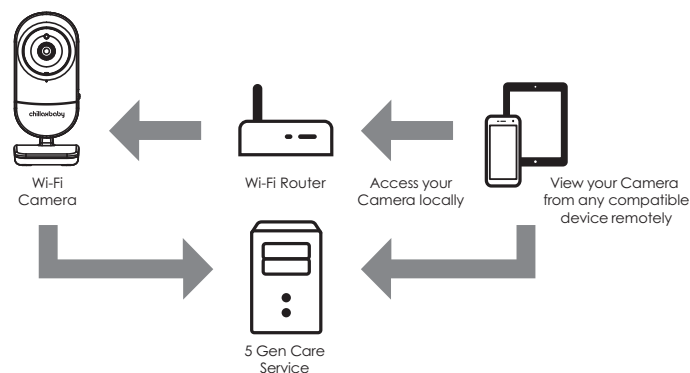 chillaxbaby
Wi-Fi
Camera
Wi-Fi Router
Access your
Camera locally
View your Camera
from any compatible
device remotely
5 Gen Care
Service